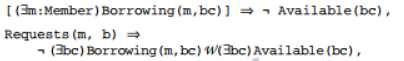 [(∃m:Member)Borrowing(m,bc)] ⇒ ¬ Available(bc),
Requests(m, b) ⇒
¬ (∃bc)Borrowing(m,bc)𝒲(∃bc)Available(bc),